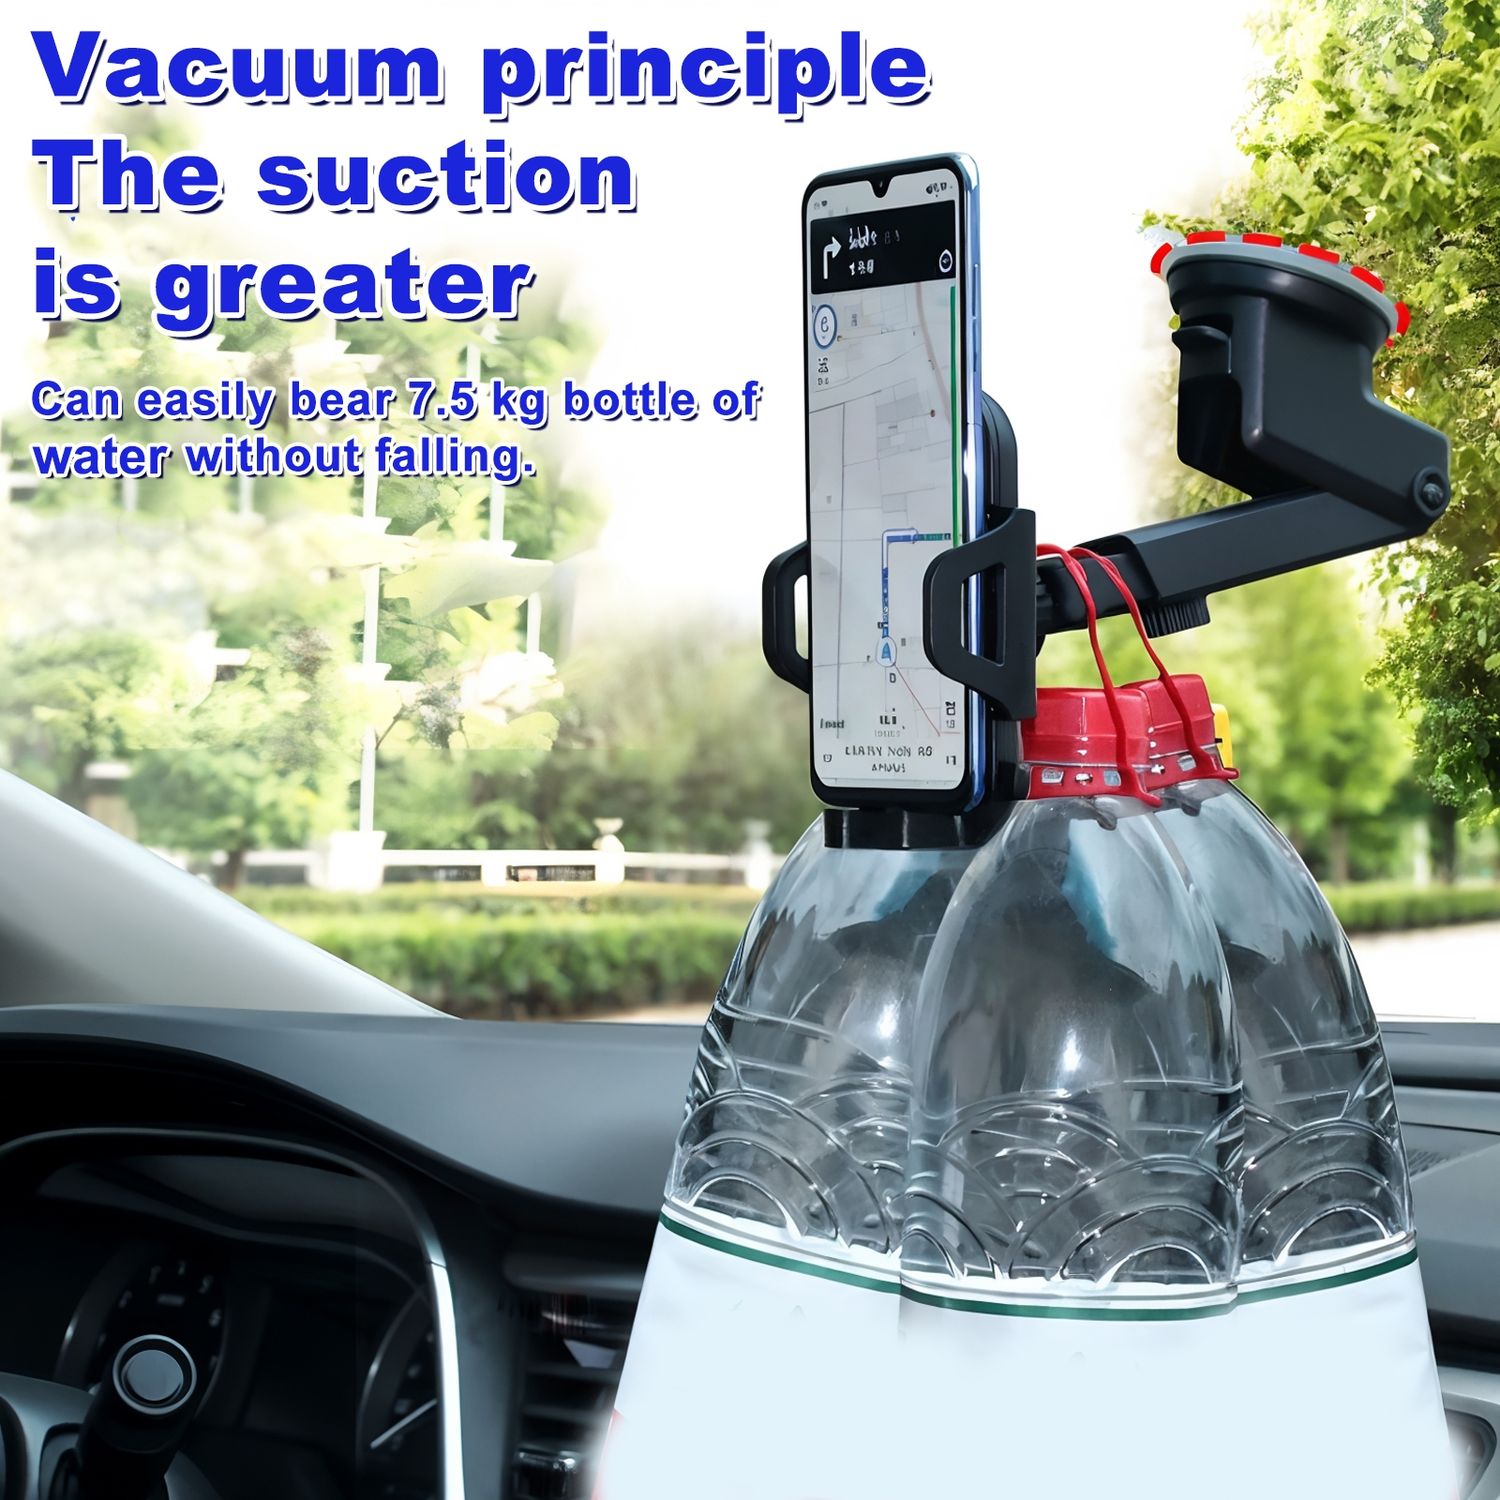 Vacuum principle
The suction
is greater
Can easily bear 7.5 kg bottle of
water without falling.